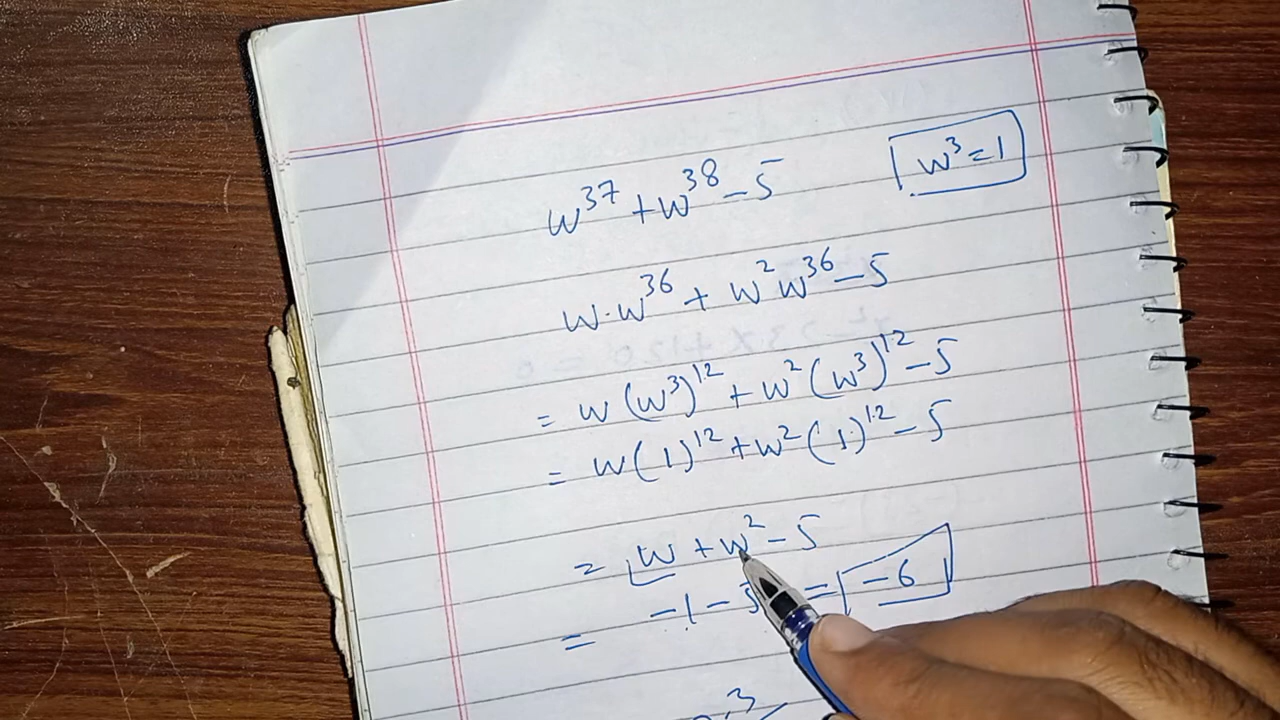 w³=1
w³⁷+w³⁸-5
w·w³⁶+w²w³⁶-5
= w(w³)¹²+w²(w³)¹²-5
= w(1)¹²+w²(1)¹²-5
= w+w²-5
= -1-5=-6